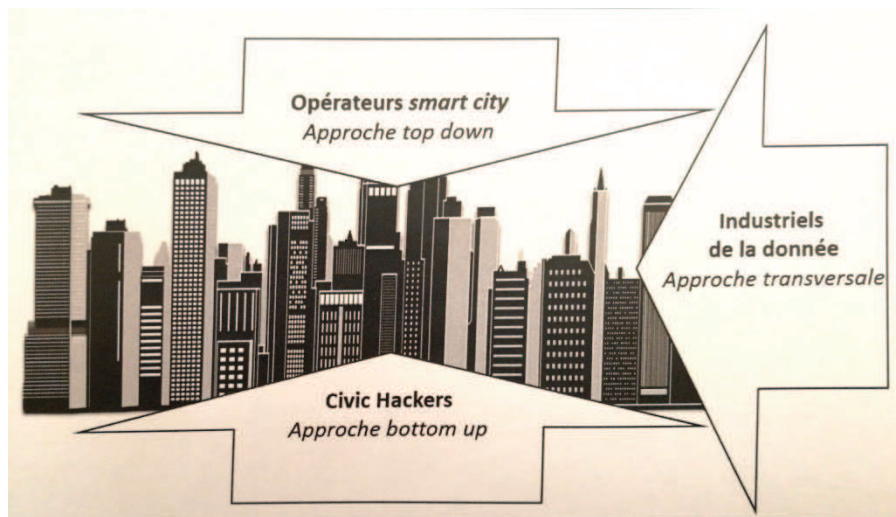 Opérateurs smart city
Approche top down
Industriels
de la donnée
Approche transversale
Civic Hackers
Approche bottom up